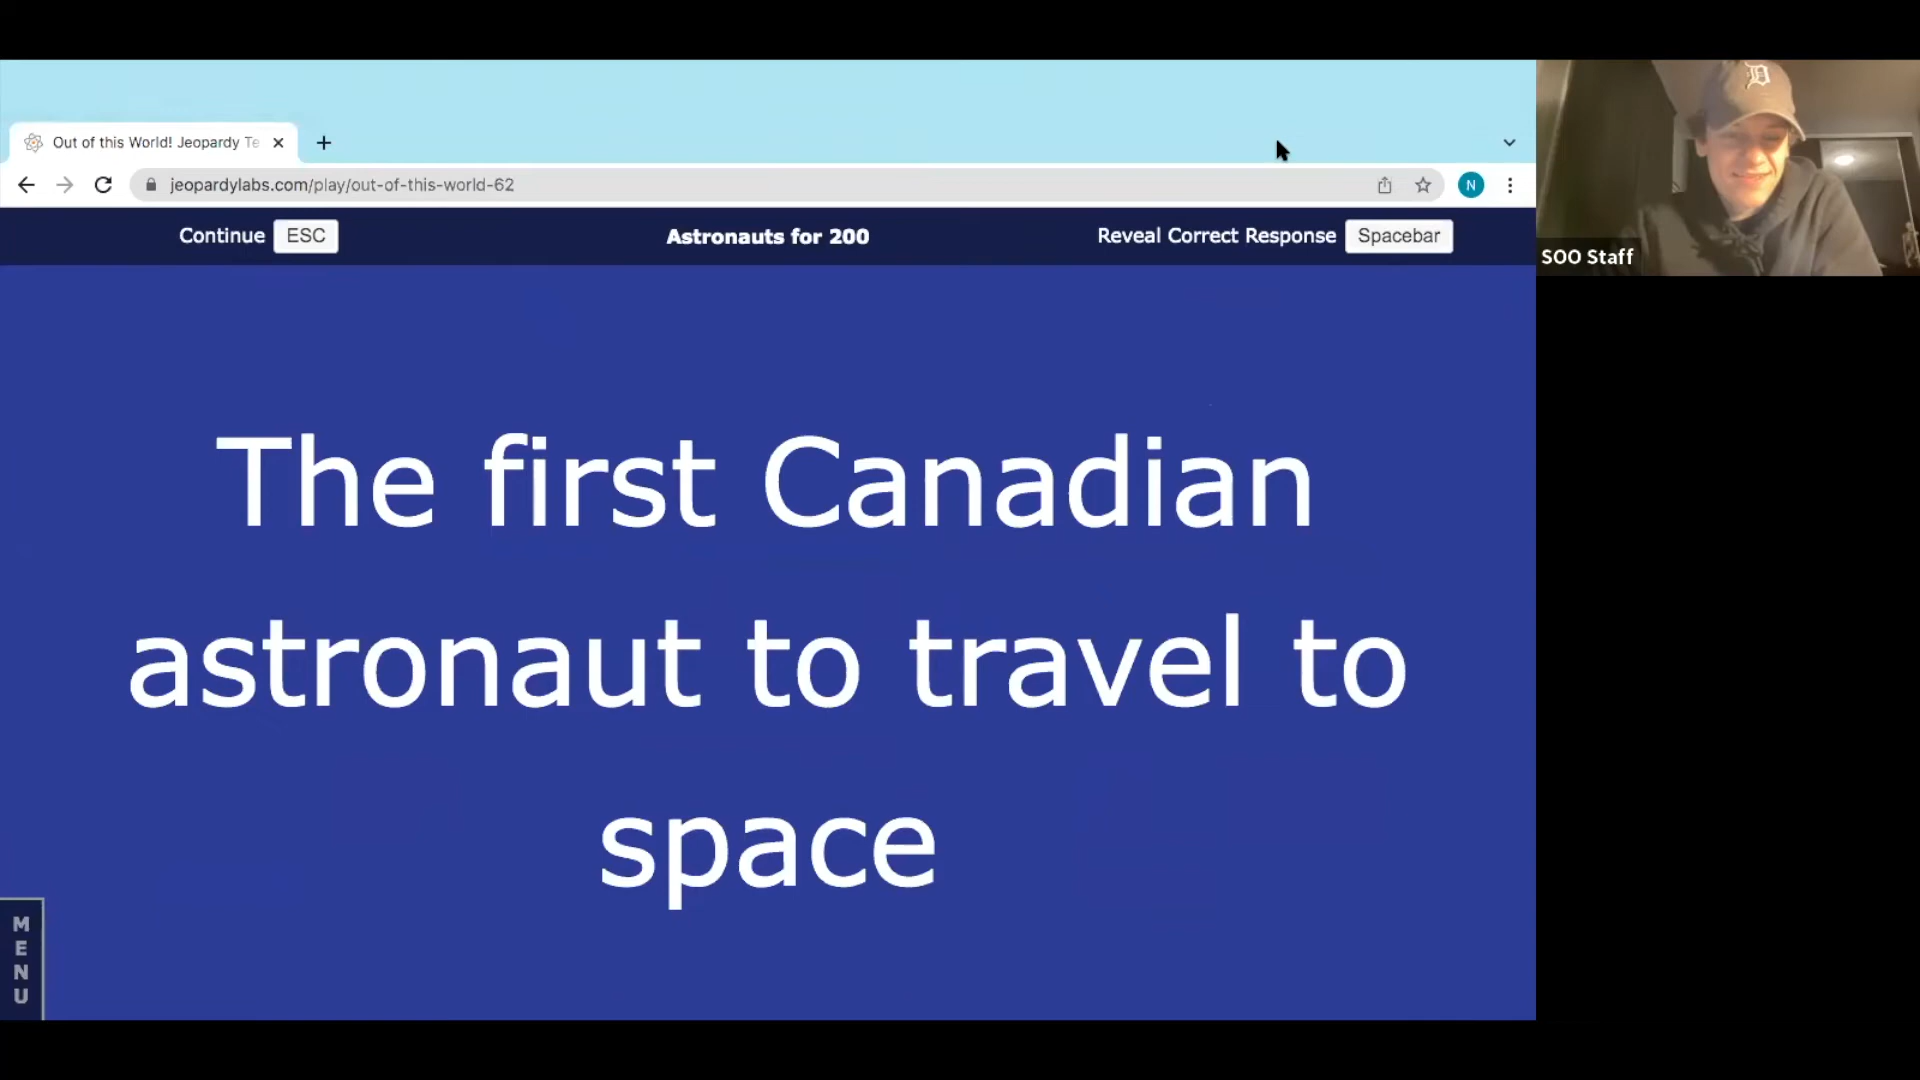 Out of this World! Jeopardy Te
jeopardylabs.com/play/out-of-this-world-62
N
Continue ESC
Astronauts for 200
Reveal Correct Response Spacebar
D
SOO Staff
The first Canadian
astronaut to travel to
space
MENU